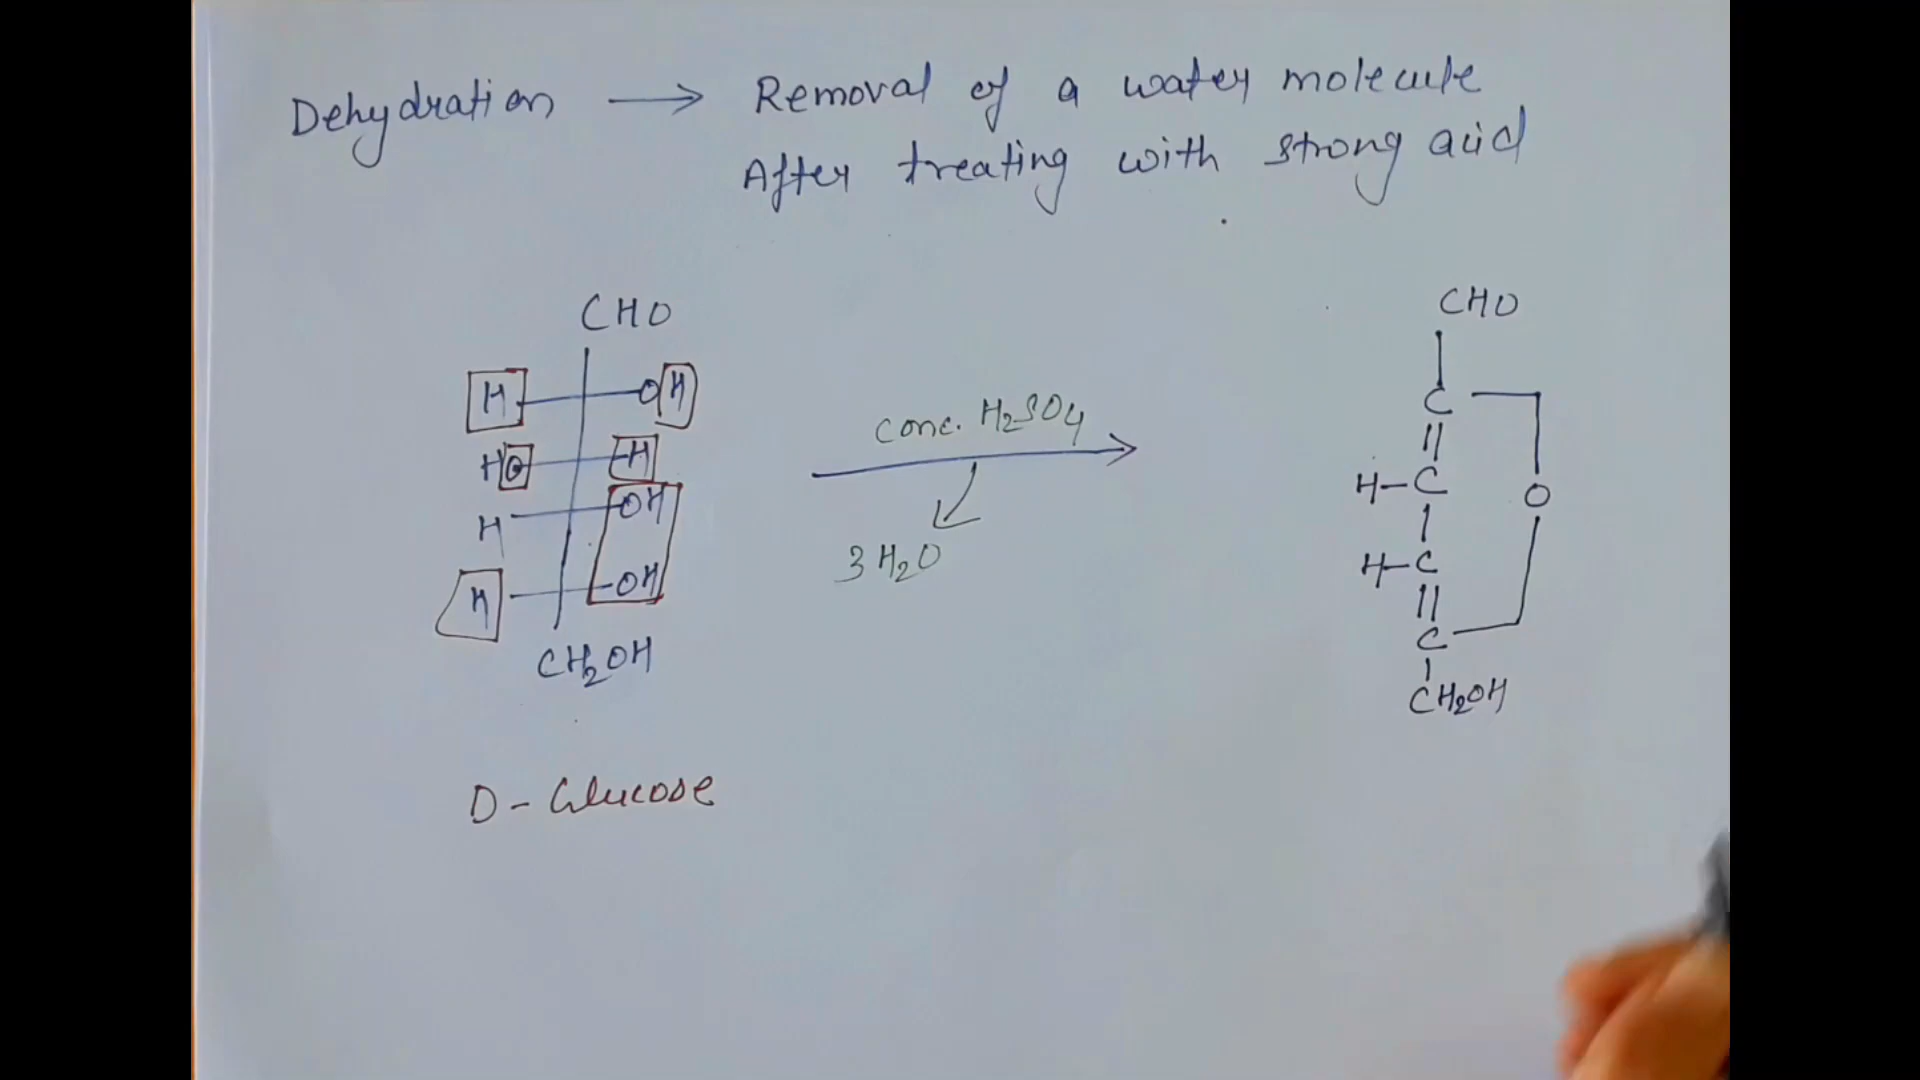 Dehydration → Removal of a water molecule
After treating with strong acid
CHO
H OH
HO H
H OH
H OH
CH2OH
D-Glucose
conc. H2SO4
3 H2O
CHO
C
||
H-C O
H-C
||
C
CH2OH